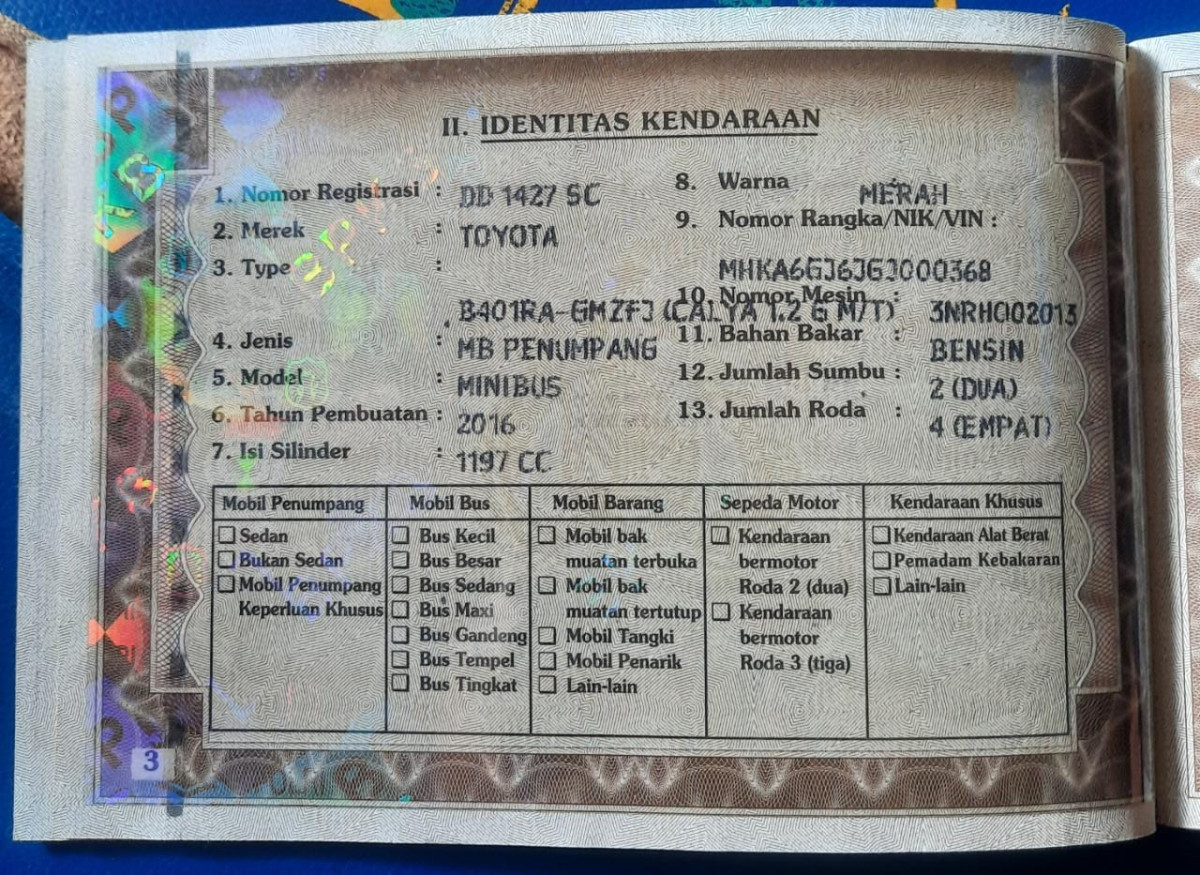 II. IDENTITAS KENDARAAN
1. Nomor Registrasi : DD 1427 SC
2. Merek : TOYOTA
3. Type :
B401RA-GMZFJ (CALYA 1.2 G M/T)
4. Jenis : MB PENUMPANG
5. Model : MINIBUS
6. Tahun Pembuatan : 2016
7. Isi Silinder : 1197 CC
8. Warna MERAH
9. Nomor Rangka/NIK/VIN :
MHKA6GJ6JGJ000368
10. Nomor Mesin :
11. Bahan Bakar : BENSIN
12. Jumlah Sumbu : 2 (DUA)
13. Jumlah Roda : 4 (EMPAT)
Mobil Penumpang
☐ Sedan
☐ Bukan Sedan
☐ Mobil Penumpang
Keperluan Khusus
Mobil Bus
☐ Bus Kecil
☐ Bus Besar
☐ Bus Sedang
☐ Bus Maxi
☐ Bus Gandeng
☐ Bus Tempel
☐ Bus Tingkat
Mobil Barang
☐ Mobil bak
muatan terbuka
☐ Mobil bak
muatan tertutup
☐ Mobil Tangki
☐ Mobil Penarik
☐ Lain-lain
Sepeda Motor
☐ Kendaraan
bermotor
Roda 2 (dua)
☐ Kendaraan
bermotor
Roda 3 (tiga)
Kendaraan Khusus
☐ Kendaraan Alat Berat
☐ Pemadam Kebakaran
☐ Lain-lain
3